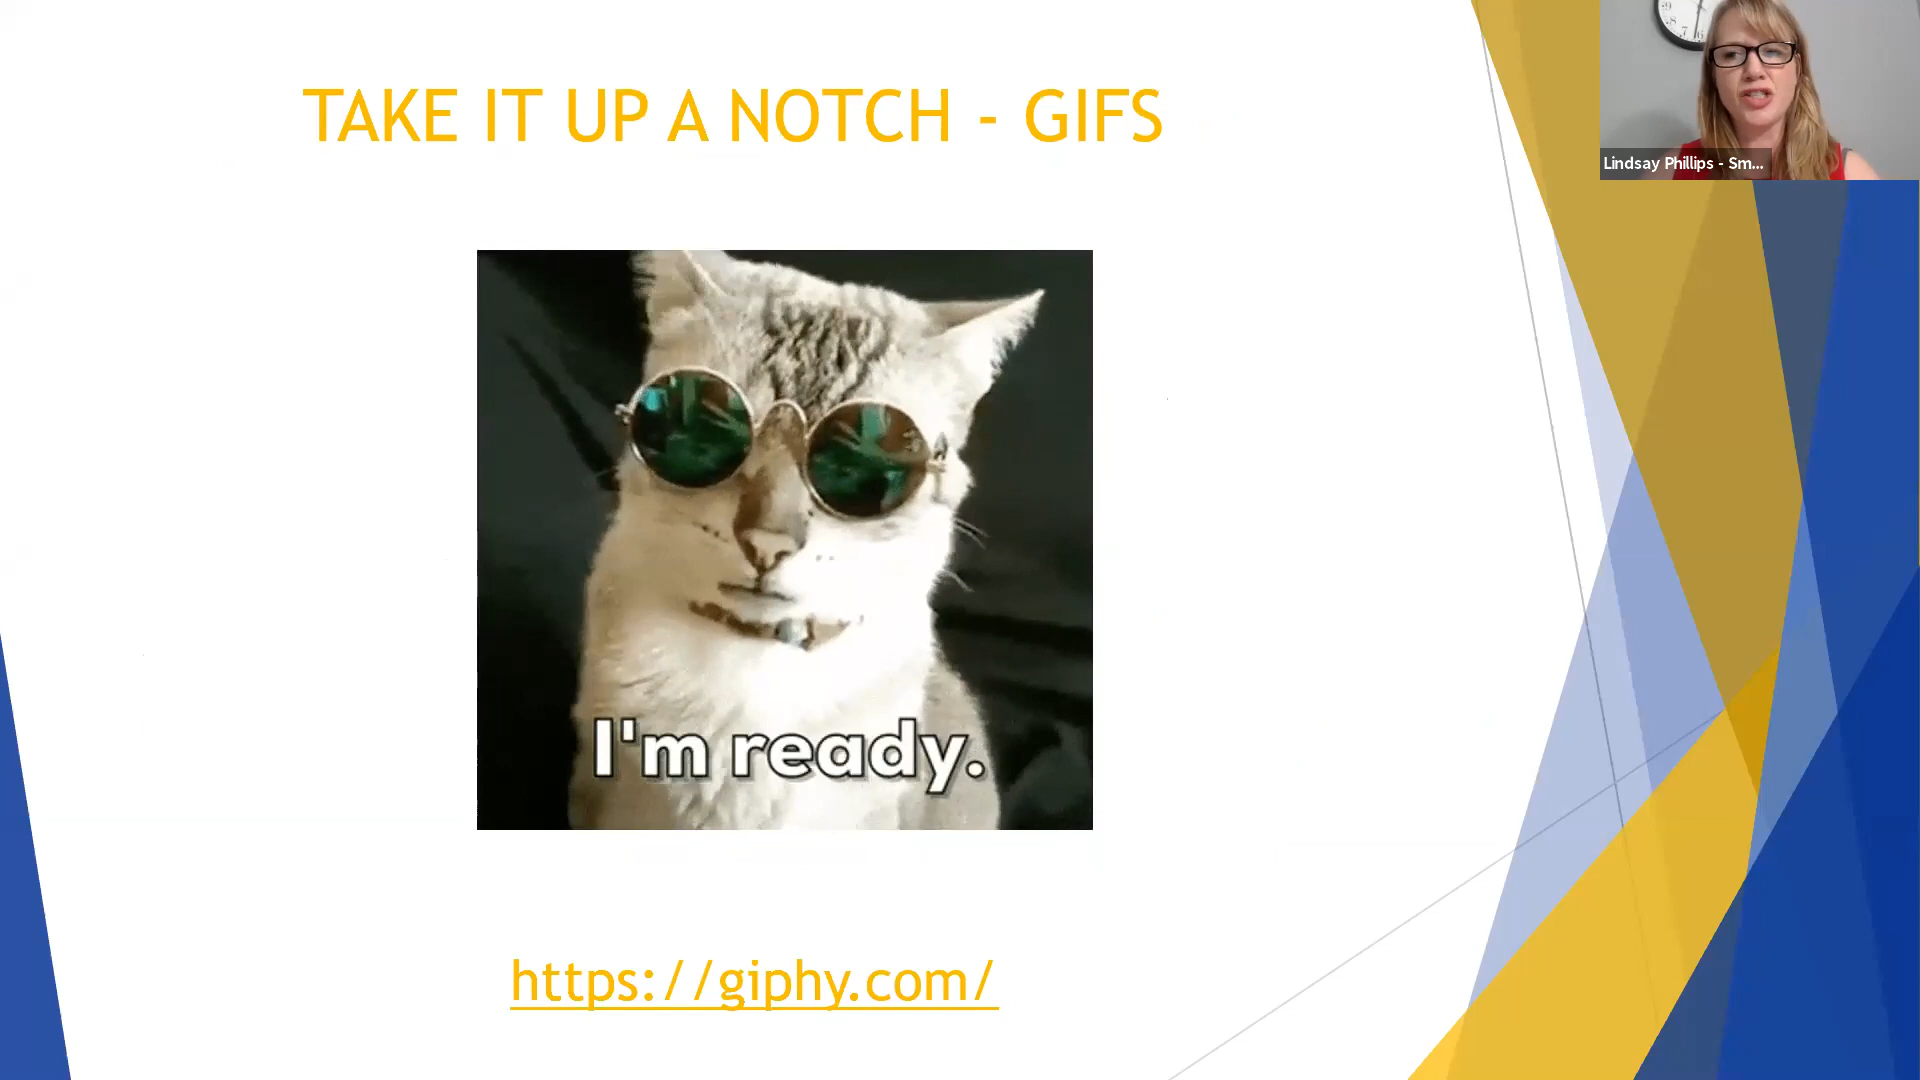 TAKE IT UP A NOTCH - GIFS
Lindsay Phillips - Sm...
I'm ready.
https://giphy.com/